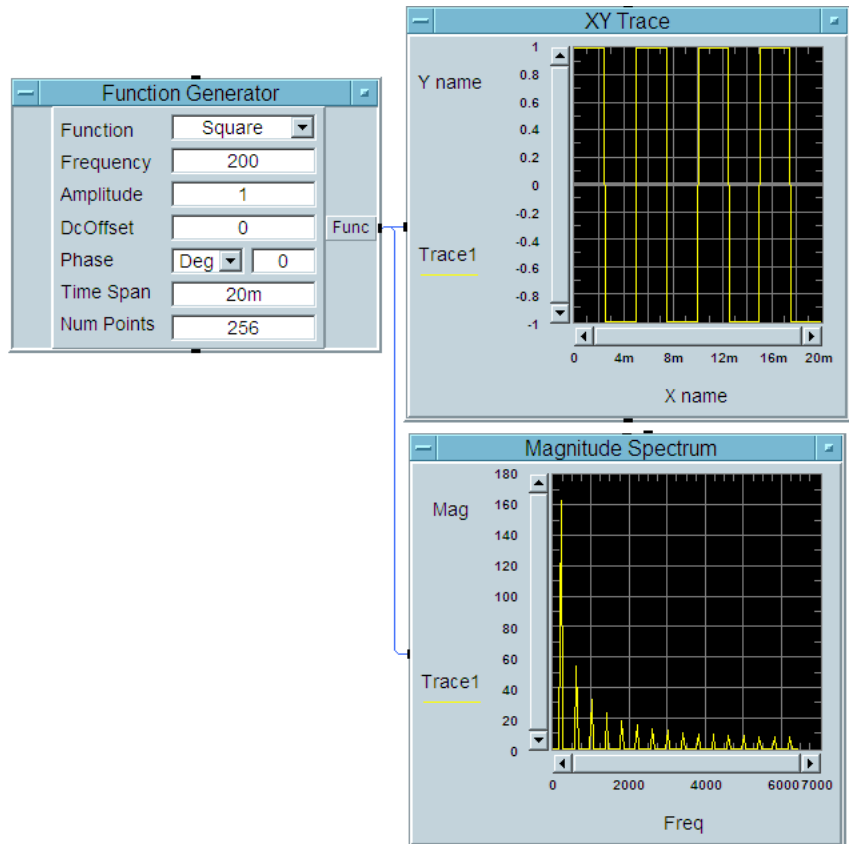 XY Trace
Y name
1
0.8
0.6
0.4
0.2
0
-0.2
-0.4
-0.6
-0.8
-1
Trace1
0 4m 8m 12m 16m 20m
X name
Function Generator
Function Square
Frequency 200
Amplitude 1
DcOffset 0
Phase Deg 0
Time Span 20m
Num Points 256
Func
Magnitude Spectrum
Mag
180
160
140
120
100
80
60
40
20
0
Trace1
0 2000 4000 6000 7000
Freq